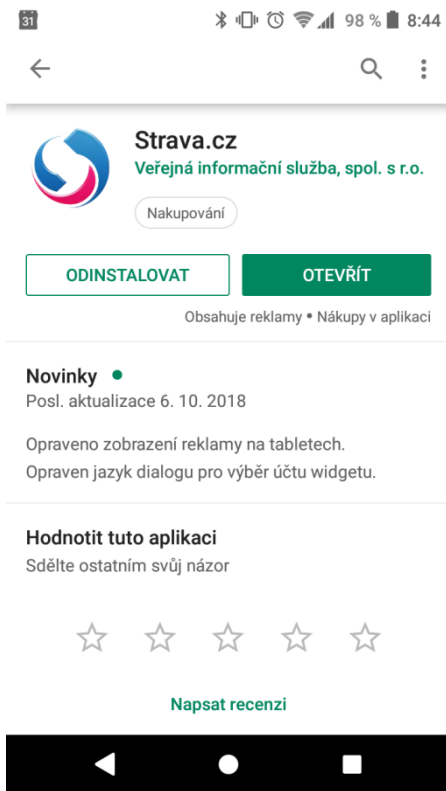 31
98 %
8:44
Strava.cz
Veřejná informační služba, spol. s r.o.
Nakupování
ODINSTALOVAT
OTEVŘÍT
Obsahuje reklamy • Nákupy v aplikaci
Novinky
Posl. aktualizace 6. 10. 2018
Opraveno zobrazení reklamy na tabletech.
Opraven jazyk dialogu pro výběr účtu widgetu.
Hodnotit tuto aplikaci
Sdělte ostatním svůj názor
Napsat recenzi